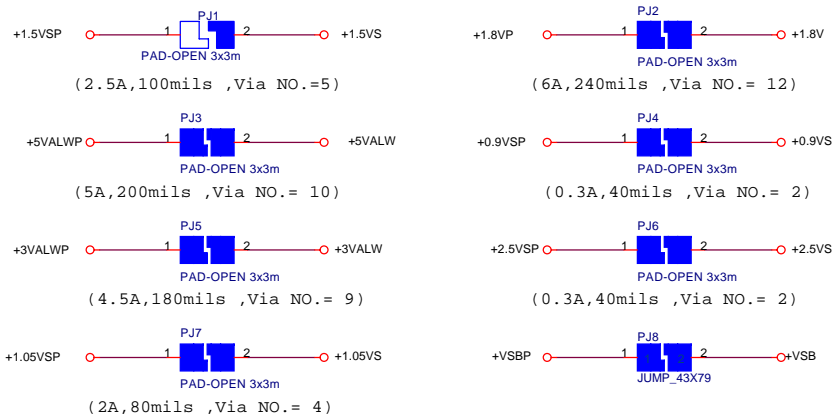 PJ1
+1.5VSP 1 2 +1.5VS
PAD-OPEN 3x3m
(2.5A,100mils ,Via NO.=5)
PJ2
+1.8VP 1 2 +1.8V
PAD-OPEN 3x3m
(6A,240mils ,Via NO.= 12)
PJ3
+5VALWP 1 2 +5VALW
PAD-OPEN 3x3m
(5A,200mils ,Via NO.= 10)
PJ4
+0.9VSP 1 2 +0.9VS
PAD-OPEN 3x3m
(0.3A,40mils ,Via NO.= 2)
PJ5
+3VALWP 1 2 +3VALW
PAD-OPEN 3x3m
(4.5A,180mils ,Via NO.= 9)
PJ6
+2.5VSP 1 2 +2.5VS
PAD-OPEN 3x3m
(0.3A,40mils ,Via NO.= 2)
PJ7
+1.05VSP 1 2 +1.05VS
PAD-OPEN 3x3m
(2A,80mils ,Via NO.= 4)
PJ8
+VSBP 1 1 2 2 +VSB
JUMP_43X79